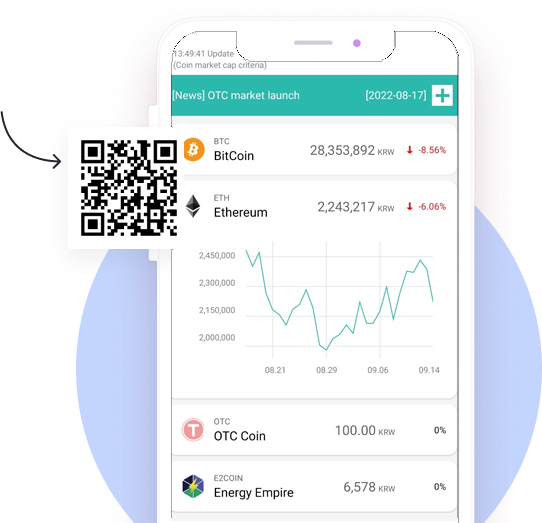 13:49:41 Update
(Coin market cap criteria)
[News] OTC market launch [2022-08-17]
BTC
BitCoin 28,353,892 KRW -8.56%
ETH
Ethereum 2,243,217 KRW -6.06%
2,450,000
2,300,000
2,150,000
2,000,000
08.21 08.29 09.06 09.14
OTC
OTC Coin 100.00 KRW 0%
E2COIN
Energy Empire 6,578 KRW 0%